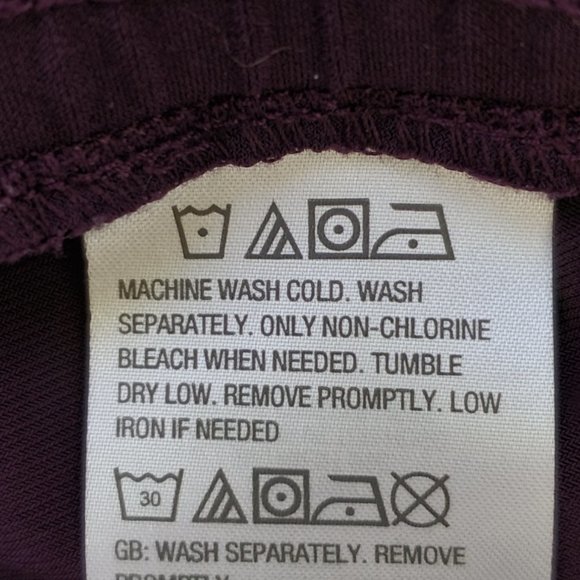 MACHINE WASH COLD. WASH
SEPARATELY. ONLY NON-CHLORINE
BLEACH WHEN NEEDED. TUMBLE
DRY LOW. REMOVE PROMPTLY. LOW
IRON IF NEEDED
30
GB: WASH SEPARATELY. REMOVE
PROMPTLY